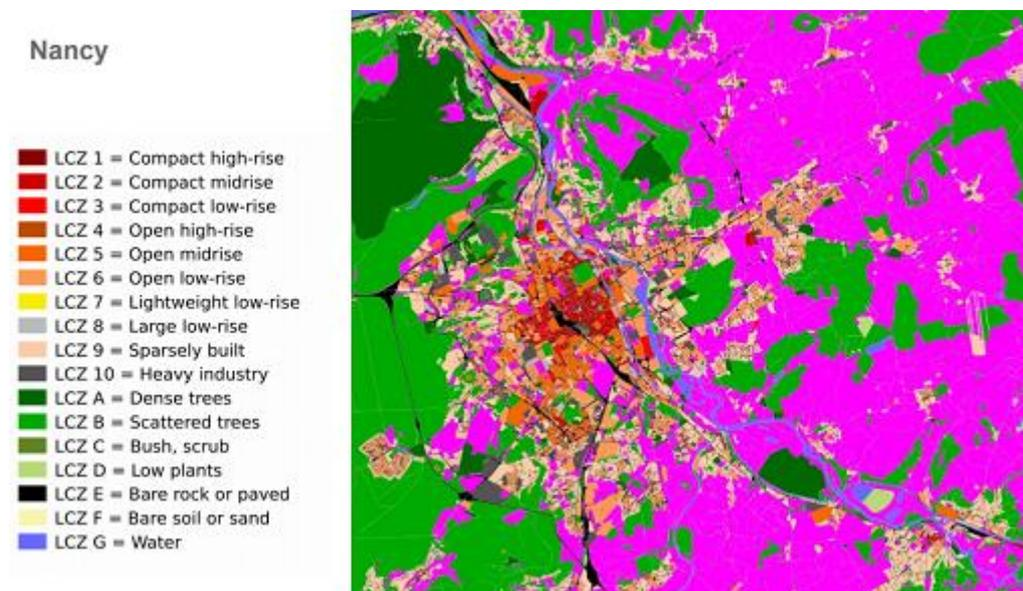 Nancy
LCZ 1 = Compact high-rise
LCZ 2 = Compact midrise
LCZ 3 = Compact low-rise
LCZ 4 = Open high-rise
LCZ 5 = Open midrise
LCZ 6 = Open low-rise
LCZ 7 = Lightweight low-rise
LCZ 8 = Large low-rise
LCZ 9 = Sparsely built
LCZ 10 = Heavy industry
LCZ A = Dense trees
LCZ B = Scattered trees
LCZ C = Bush, scrub
LCZ D = Low plants
LCZ E = Bare rock or paved
LCZ F = Bare soil or sand
LCZ G = Water